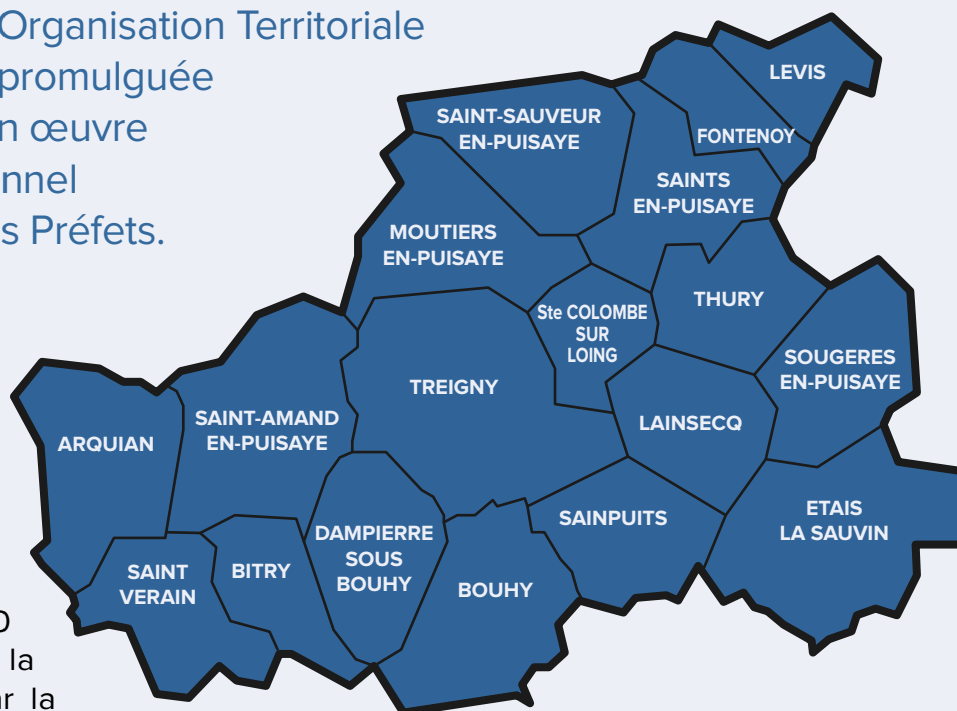 Organisation Territoriale
promulguée
œuvre
s Préfets.
LEVIS
SAINT-SAUVEUR
EN-PUISAYE
FONTENOY
SAINTS
EN-PUISAYE
MOUTIERS
EN-PUISAYE
THURY
Ste COLOMBE
SUR
LOING
SOUGERES
EN-PUISAYE
TREIGNY
SAINT-AMAND
EN-PUISAYE
LAINSECQ
ARQUIAN
SAINPUITS
ETAIS
LA SAUVIN
DAMPIERRE
SOUS
BOUHY
BITRY
SAINT
VERAIN
BOUHY
la
la